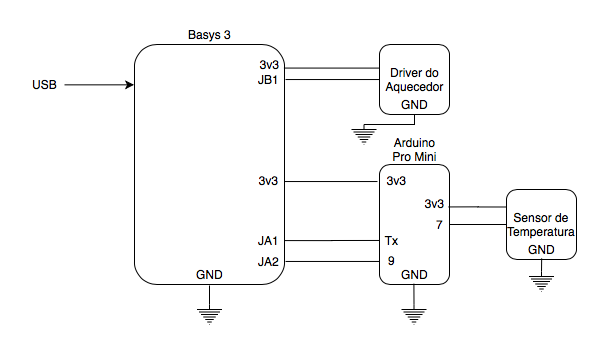 Basys 3
USB
3v3
JB1
Driver do
Aquecedor
GND
Arduino
Pro Mini
3v3
3v3
3v3
7
Sensor de
Temperatura
GND
JA1
Tx
JA2
9
GND
GND